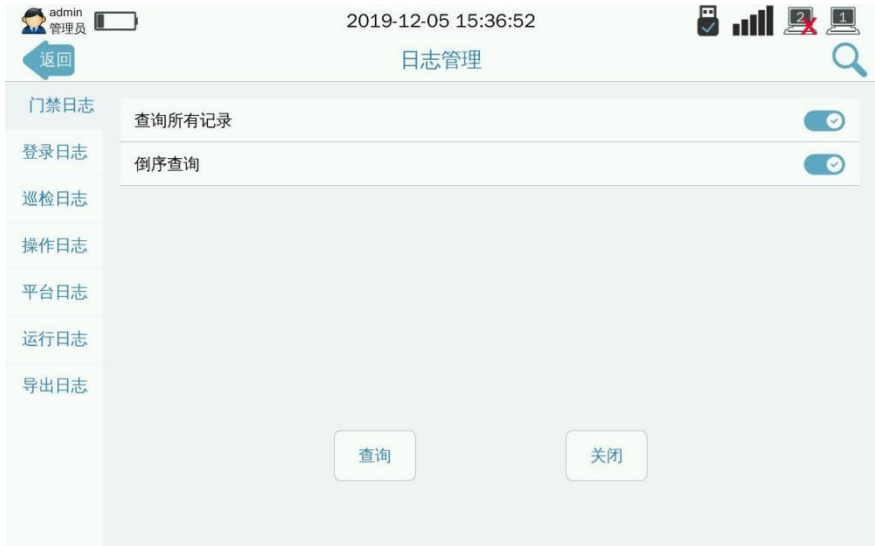 admin
管理员
2019-12-05 15:36:52
2
1
返回
日志管理
门禁日志
查询所有记录
登录日志
倒序查询
巡检日志
操作日志
平台日志
运行日志
导出日志
查询
关闭